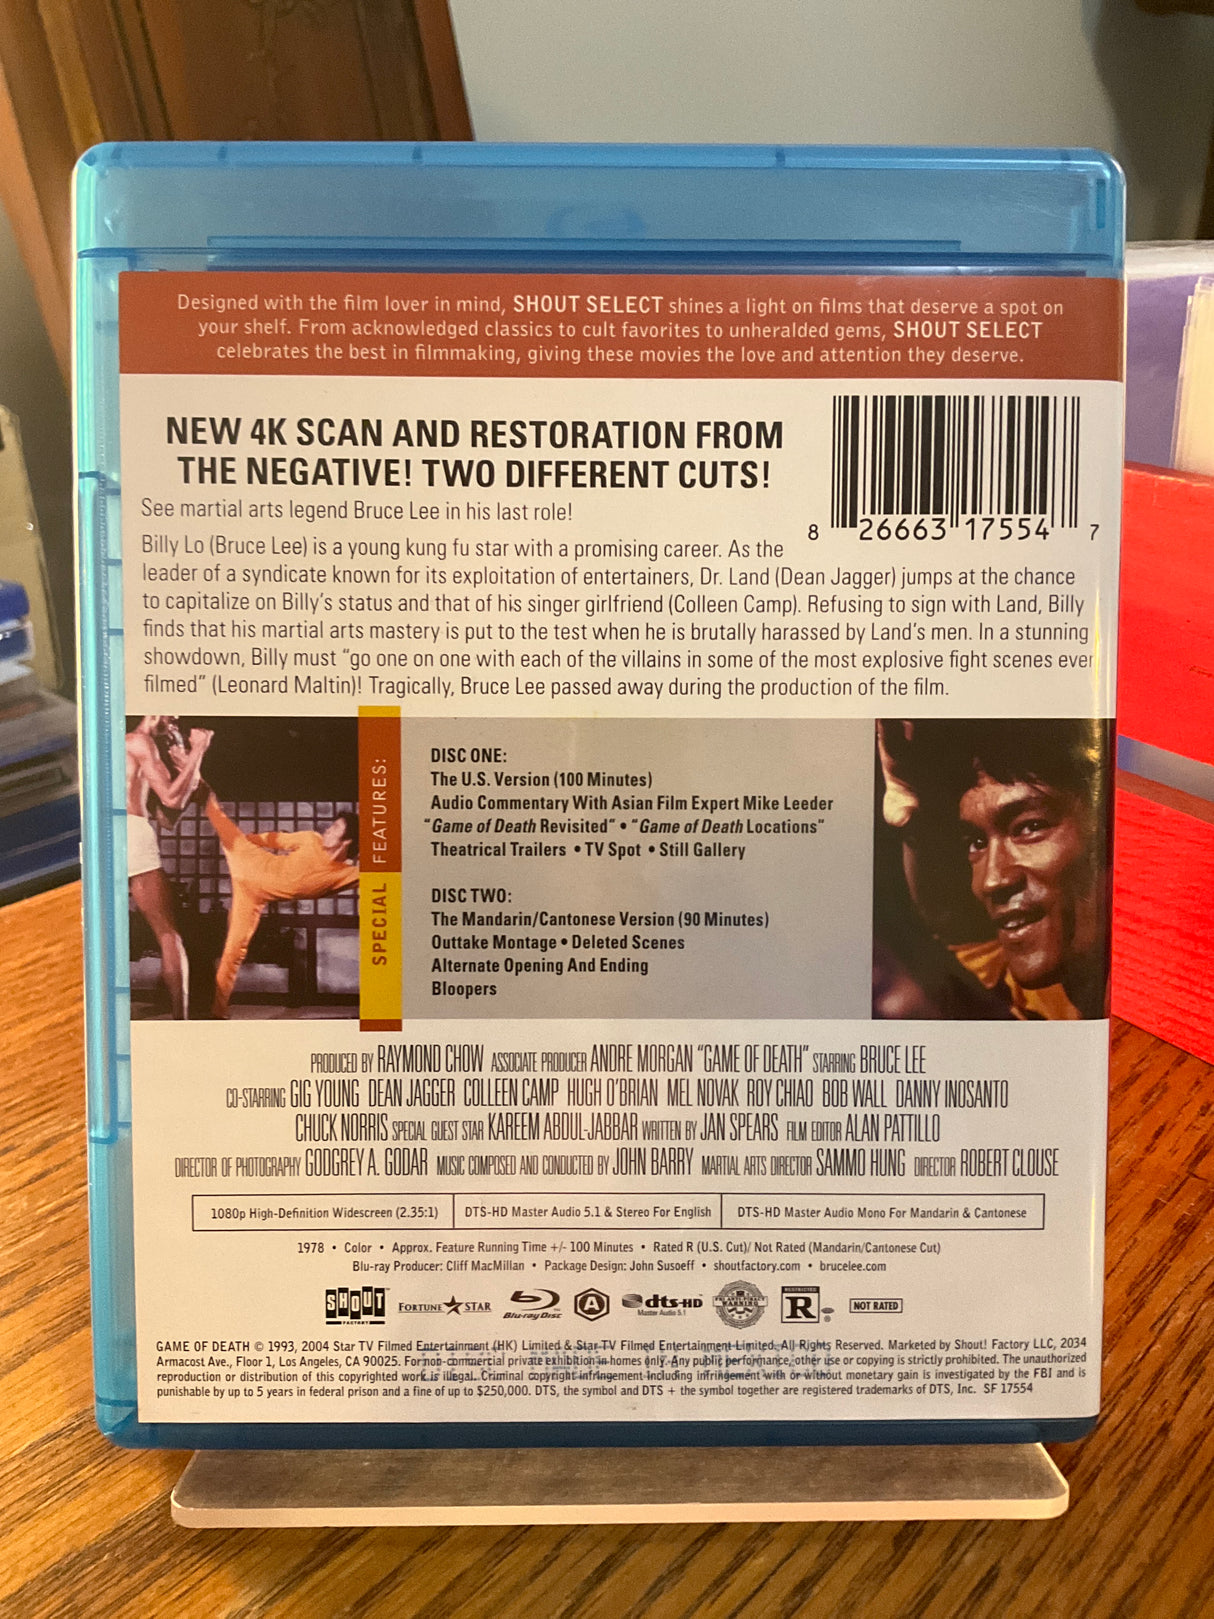 Designed with the film lover in mind, SHOUT SELECT shines a light on films that deserve a spot on
your shelf. From acknowledged classics to cult favorites to unheralded gems, SHOUT SELECT
celebrates the best in filmmaking, giving these movies the love and attention they deserve.
NEW 4K SCAN AND RESTORATION FROM
THE NEGATIVE! TWO DIFFERENT CUTS!
8 26663 17554 7
See martial arts legend Bruce Lee in his last role!
Billy Lo (Bruce Lee) is a young kung fu star with a promising career. As the
leader of a syndicate known for its exploitation of entertainers, Dr. Land (Dean Jagger) jumps at the chance
to capitalize on Billy's status and that of his singer girlfriend (Colleen Camp). Refusing to sign with Land, Billy
finds that his martial arts mastery is put to the test when he is brutally harassed by Land's men. In a stunning
showdown, Billy must "go one on one with each of the villains in some of the most explosive fight scenes ever
filmed" (Leonard Maltin)! Tragically, Bruce Lee passed away during the production of the film.
SPECIAL FEATURES:
DISC ONE:
The U.S. Version (100 Minutes)
Audio Commentary With Asian Film Expert Mike Leeder
"Game of Death Revisited" • "Game of Death Locations"
Theatrical Trailers • TV Spot • Still Gallery
DISC TWO:
The Mandarin/Cantonese Version (90 Minutes)
Outtake Montage • Deleted Scenes
Alternate Opening And Ending
Bloopers
PRODUCED BY RAYMOND CHOW ASSOCIATE PRODUCER ANDRE MORGAN "GAME OF DEATH" STARRING BRUCE LEE
CO-STARRING GIG YOUNG DEAN JAGGER COLLEEN CAMP HUGH O'BRIAN MEL NOVAK ROY CHIAO BOB WALL DANNY INOSANTO
CHUCK NORRIS SPECIAL GUEST STAR KAREEM ABDUL-JABBAR WRITTEN BY JAN SPEARS FILM EDITOR ALAN PATTILLO
DIRECTOR OF PHOTOGRAPHY GODGREY A. GODAR MUSIC COMPOSED AND CONDUCTED BY JOHN BARRY MARTIAL ARTS DIRECTOR SAMMO HUNG DIRECTOR ROBERT CLOUSE
1080p High-Definition Widescreen (2.35:1) DTS-HD Master Audio 5.1 & Stereo For English DTS-HD Master Audio Mono For Mandarin & Cantonese
1978 • Color • Approx. Feature Running Time +/- 100 Minutes • Rated R (U.S. Cut)/ Not Rated (Mandarin/Cantonese Cut)
Blu-ray Producer: Cliff MacMillan • Package Design: John Susoeff • shoutfactory.com • brucelee.com
SHOUT FACTORY FORTUNE STAR Blu-ray Disc A dts-HD Master Audio 5.1 FBI ANTI-PIRACY WARNING RESTRICTED R NOT RATED
GAME OF DEATH © 1993, 2004 Star TV Filmed Entertainment (HK) Limited & Star TV Filmed Entertainment Limited. All Rights Reserved. Marketed by Shout! Factory LLC, 2034
Armacost Ave., Floor 1, Los Angeles, CA 90025. For non-commercial private exhibition in homes only. Any public performance, other use or copying is strictly prohibited. The unauthorized
reproduction or distribution of this copyrighted work is illegal. Criminal copyright infringement including infringement with or without monetary gain is investigated by the FBI and is
punishable by up to 5 years in federal prison and a fine of up to $250,000. DTS, the symbol and DTS + the symbol together are registered trademarks of DTS, Inc. SF 17554